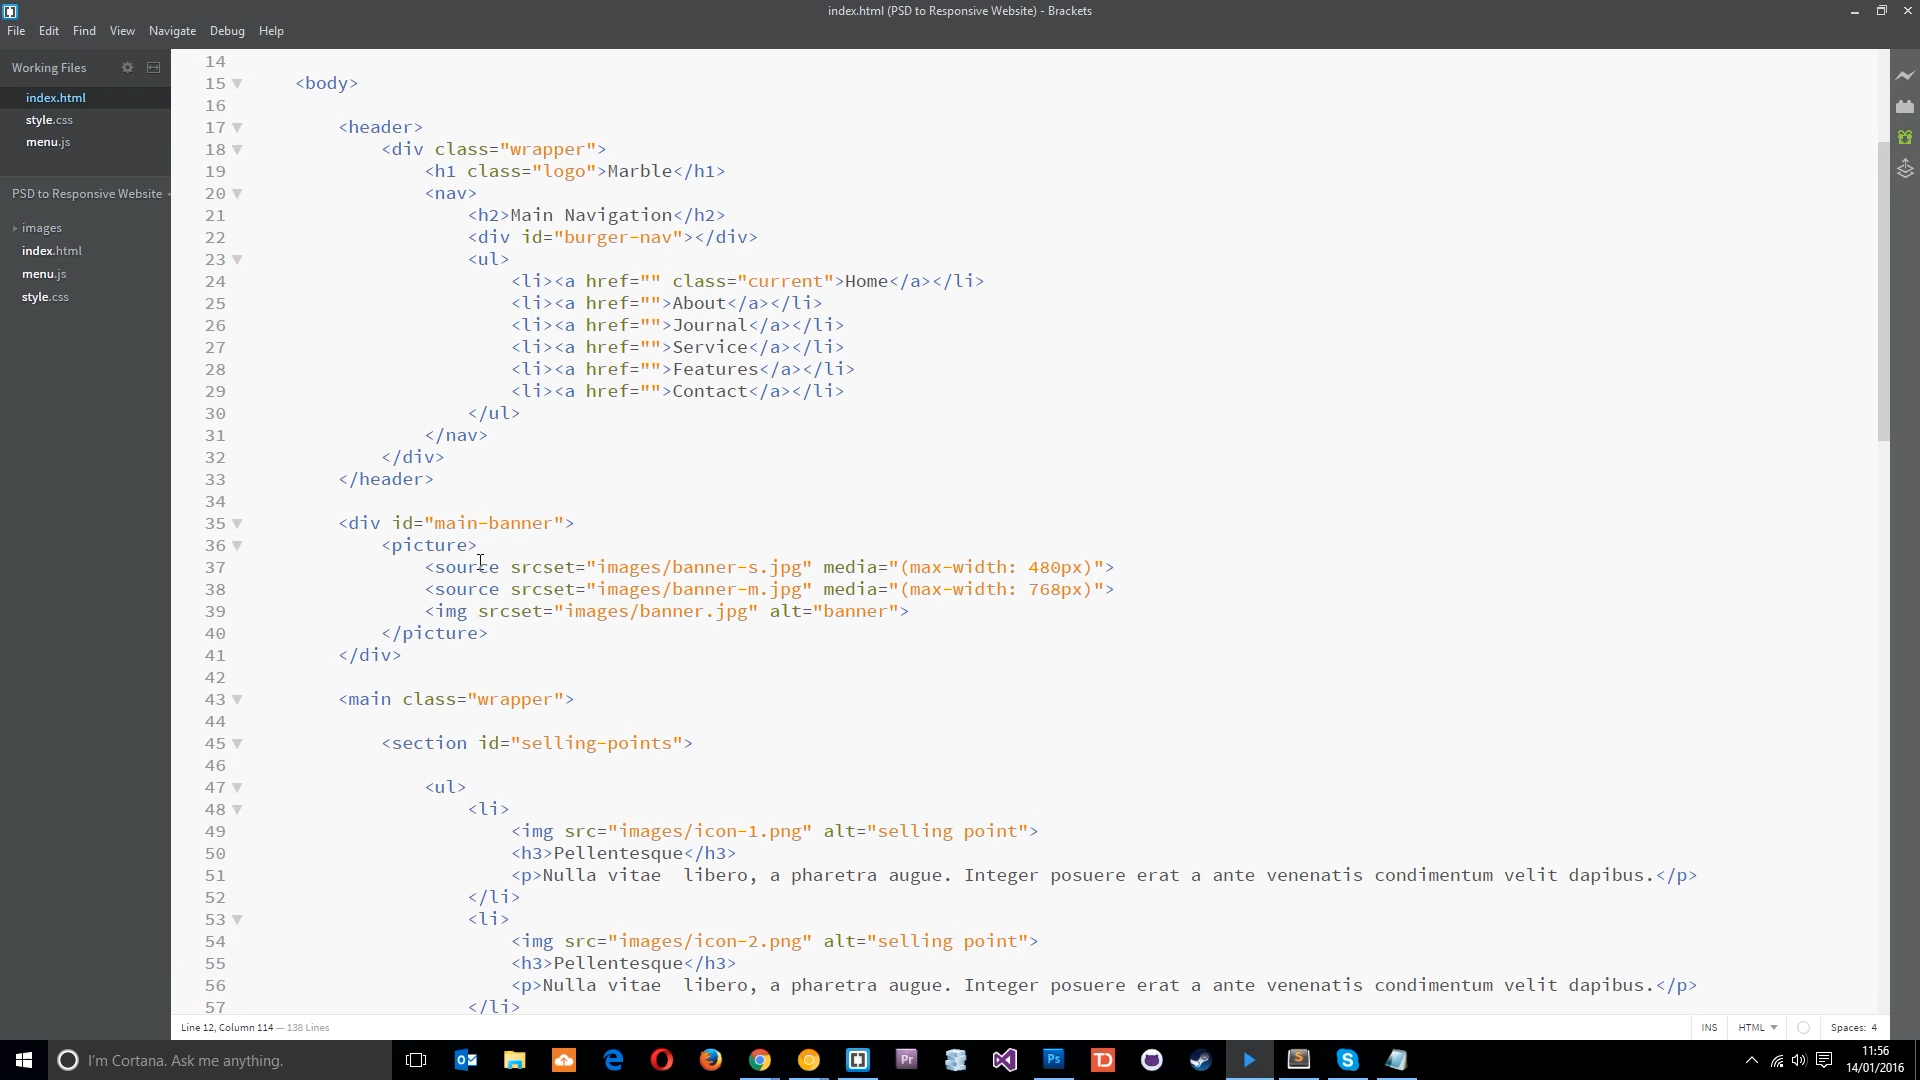 index.html (PSD to Responsive Website) - Brackets
File Edit Find View Navigate Debug Help
Working Files
index.html
style.css
menu.js
PSD to Responsive Website
images
index.html
menu.js
style.css
14
15 <body>
16
17 <header>
18 <div class="wrapper">
19 <h1 class="logo">Marble</h1>
20 <nav>
21 <h2>Main Navigation</h2>
22 <div id="burger-nav"></div>
23 <ul>
24 <li><a href="" class="current">Home</a></li>
25 <li><a href="">About</a></li>
26 <li><a href="">Journal</a></li>
27 <li><a href="">Service</a></li>
28 <li><a href="">Features</a></li>
29 <li><a href="">Contact</a></li>
30 </ul>
31 </nav>
32 </div>
33 </header>
34
35 <div id="main-banner">
36 <picture>
37 <source srcset="images/banner-s.jpg" media="(max-width: 480px)">
38 <source srcset="images/banner-m.jpg" media="(max-width: 768px)">
39 <img srcset="images/banner.jpg" alt="banner">
40 </picture>
41 </div>
42
43 <main class="wrapper">
44
45 <section id="selling-points">
46
47 <ul>
48 <li>
49 <img src="images/icon-1.png" alt="selling point">
50 <h3>Pellentesque</h3>
51 <p>Nulla vitae  libero, a pharetra augue. Integer posuere erat a ante venenatis condimentum velit dapibus.</p>
52 </li>
53 <li>
54 <img src="images/icon-2.png" alt="selling point">
55 <h3>Pellentesque</h3>
56 <p>Nulla vitae  libero, a pharetra augue. Integer posuere erat a ante venenatis condimentum velit dapibus.</p>
57 </li>
Line 12, Column 114 — 138 Lines
INS HTML Spaces: 4
I'm Cortana. Ask me anything.
Pr
Ps
TD
11:56
14/01/2016